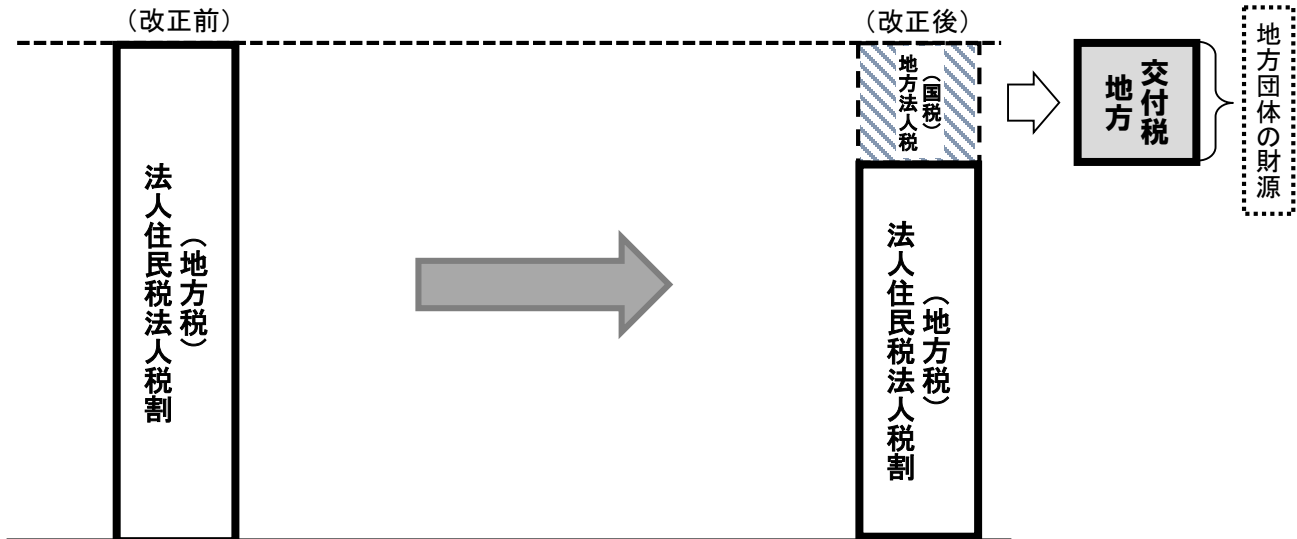 （改正前）
法人住民税法人税割
（地方税）
（改正後）
地方法人税
（国税）
法人住民税法人税割
（地方税）
地方
交付税
地方団体の財源